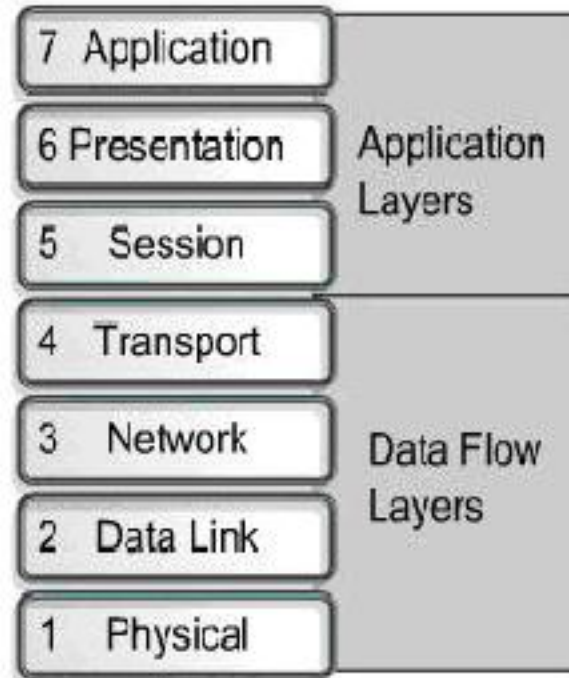 7 Application
6 Presentation
5 Session
4 Transport
3 Network
2 Data Link
1 Physical
Application
Layers
Data Flow
Layers